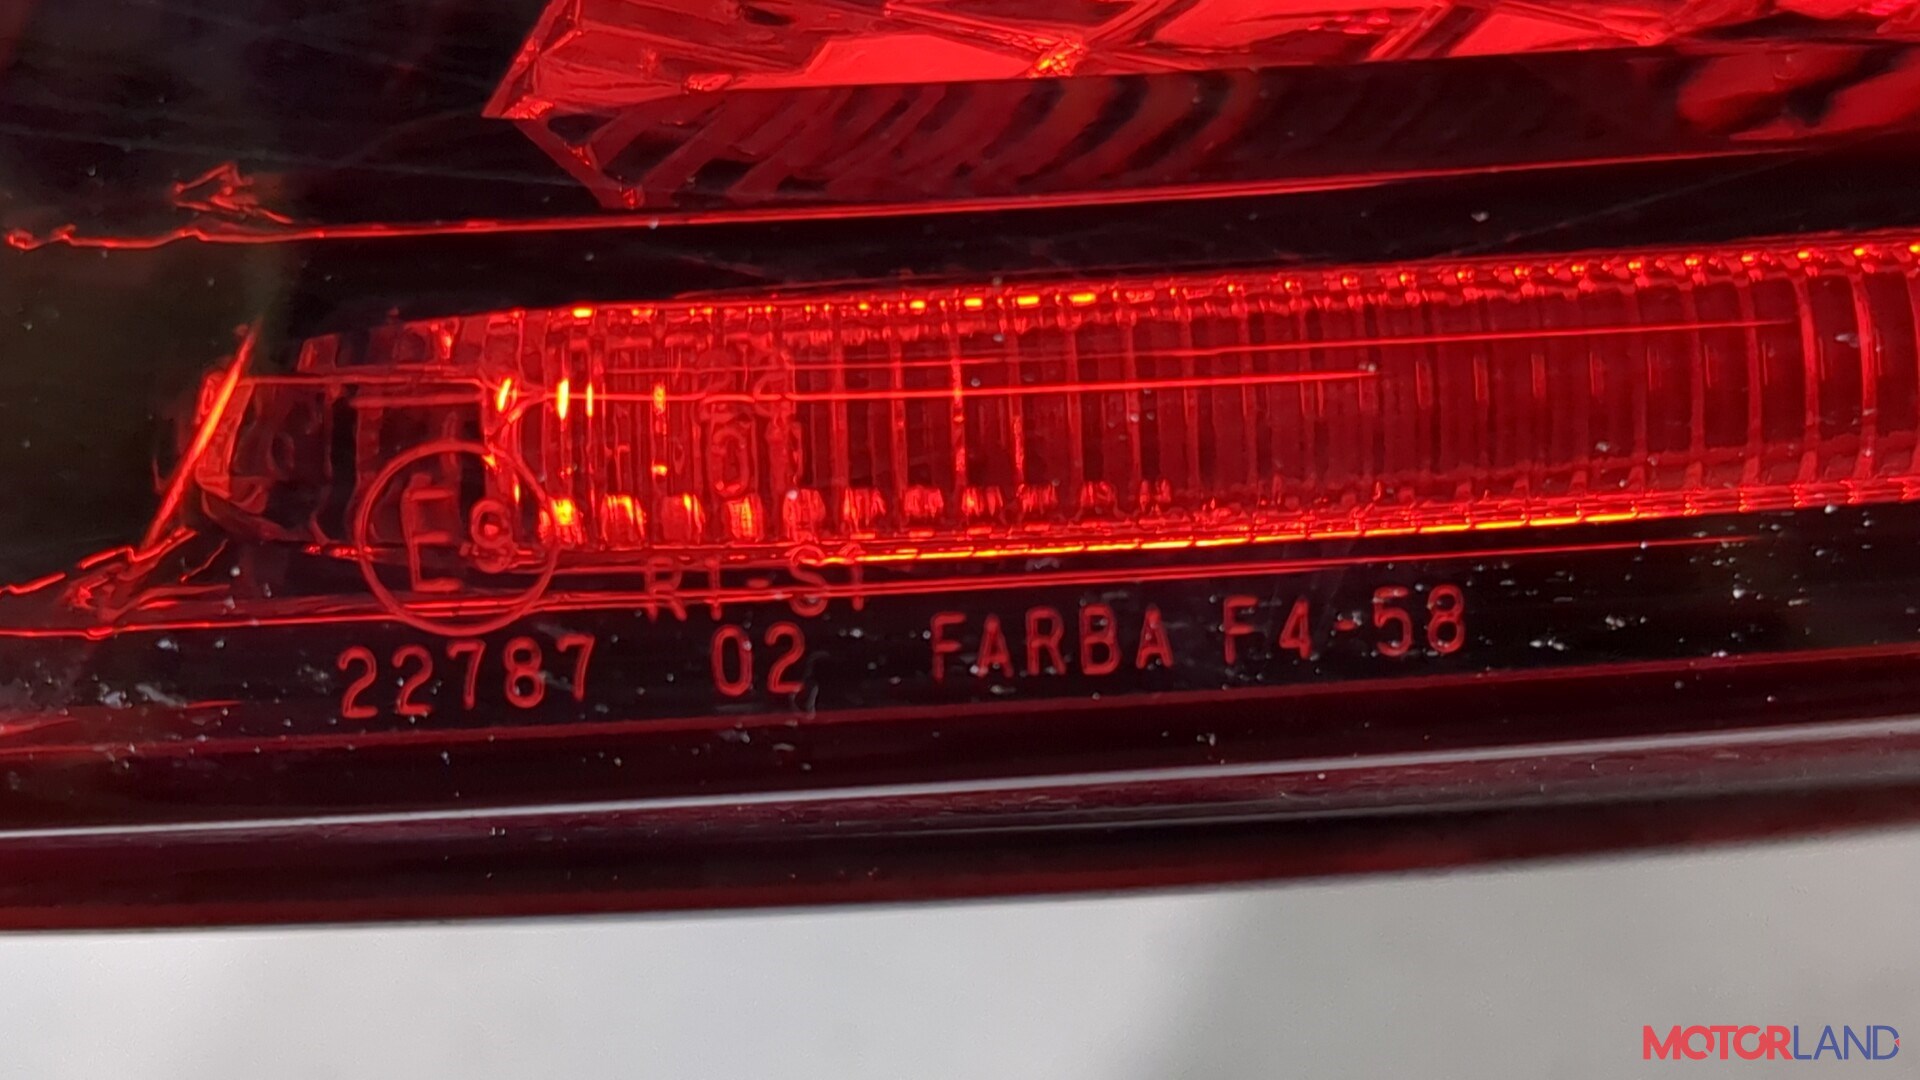 E9
R1-S1
22787 02 FARBA F4-58
MOTORLAND